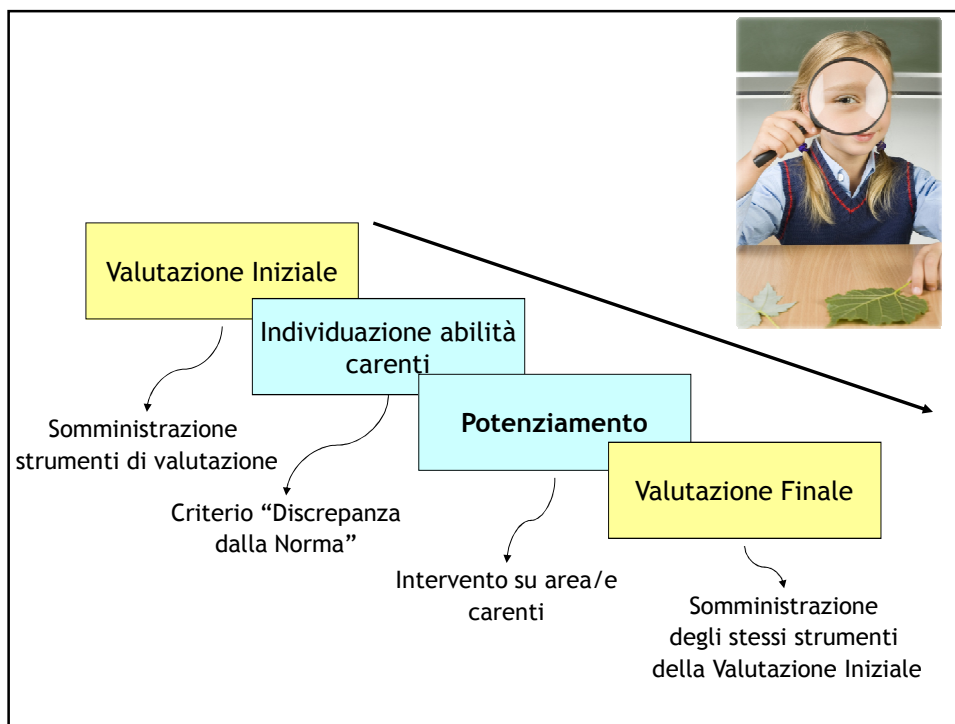 Valutazione Iniziale
Individuazione abilità
carenti
Potenziamento
Valutazione Finale
Somministrazione
strumenti di valutazione
Criterio “Discrepanza
dalla Norma”
Intervento su area/e
carenti
Somministrazione
degli stessi strumenti
della Valutazione Iniziale